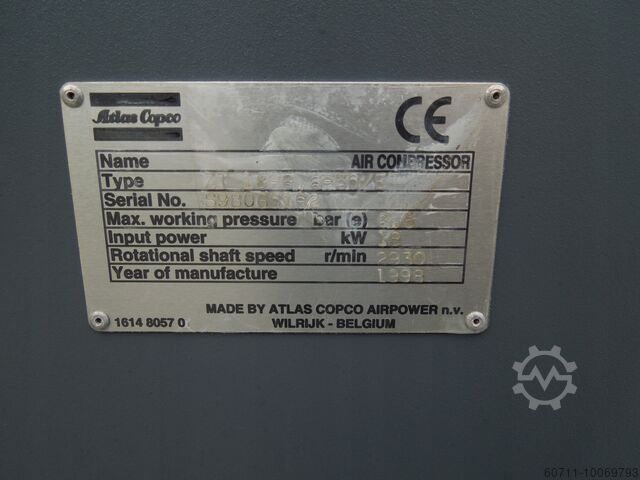 Atlas Copco
CE
Name AIR COMPRESSOR
Type
Serial No.
Max. working pressure bar (e)
Input power kW
Rotational shaft speed r/min 2930
Year of manufacture 1998
MADE BY ATLAS COPCO AIRPOWER n.v.
1614 8057 0 WILRIJK - BELGIUM
60711-10069793